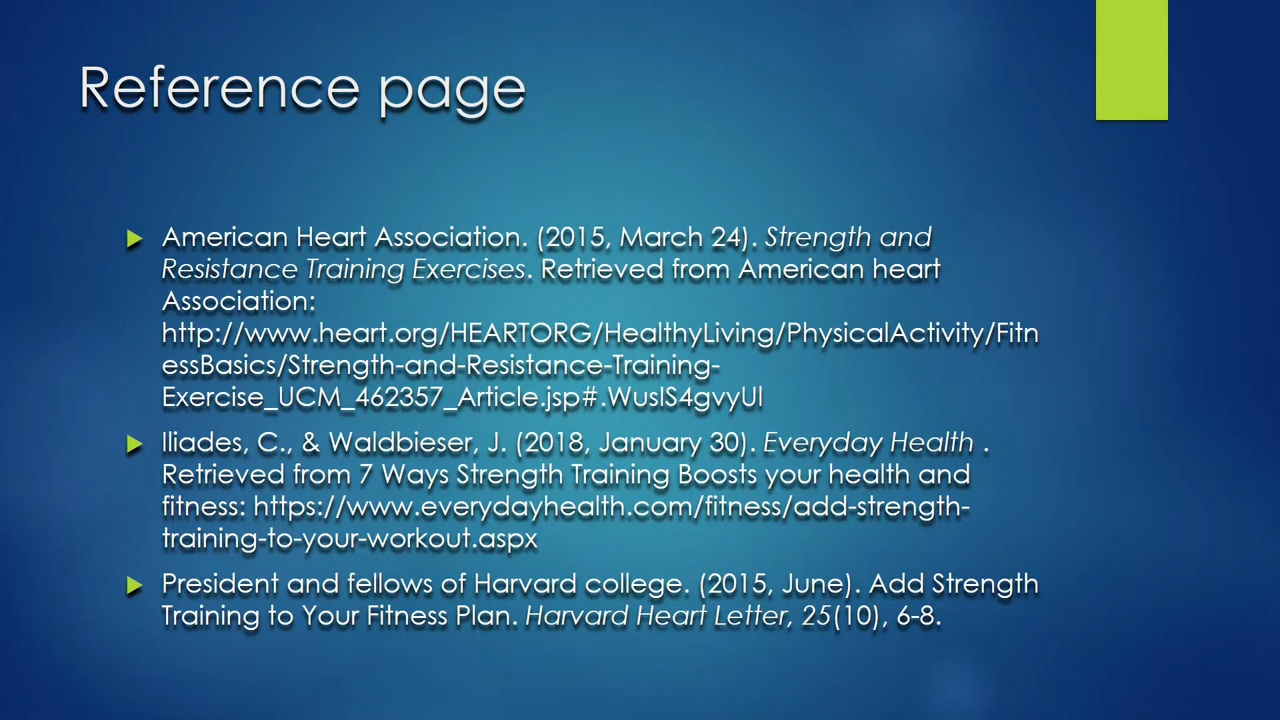 Reference page
American Heart Association. (2015, March 24). Strength and
Resistance Training Exercises. Retrieved from American heart
Association:
http://www.heart.org/HEARTORG/HealthyLiving/PhysicalActivity/Fitn
essBasics/Strength-and-Resistance-Training-
Exercise_UCM_462357_Article.jsp#.WuslS4gvyUl
Iliades, C., & Waldbieser, J. (2018, January 30). Everyday Health .
Retrieved from 7 Ways Strength Training Boosts your health and
fitness: https://www.everydayhealth.com/fitness/add-strength-
training-to-your-workout.aspx
President and fellows of Harvard college. (2015, June). Add Strength
Training to Your Fitness Plan. Harvard Heart Letter, 25(10), 6-8.